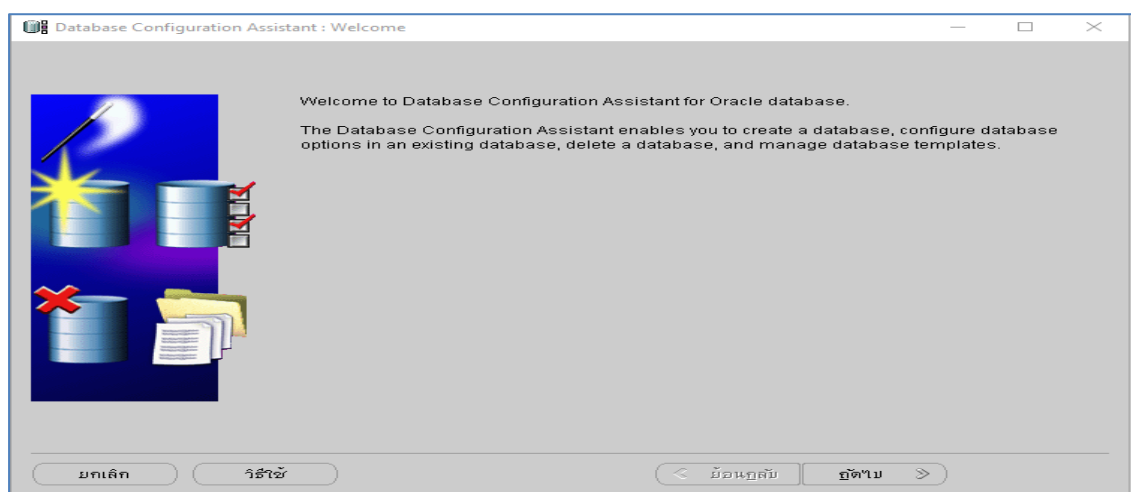 Database Configuration Assistant : Welcome
Welcome to Database Configuration Assistant for Oracle database.
The Database Configuration Assistant enables you to create a database, configure database
options in an existing database, delete a database, and manage database templates.
ยกเลิก
วิธีใช้
ย้อนกลับ
ถัดไป